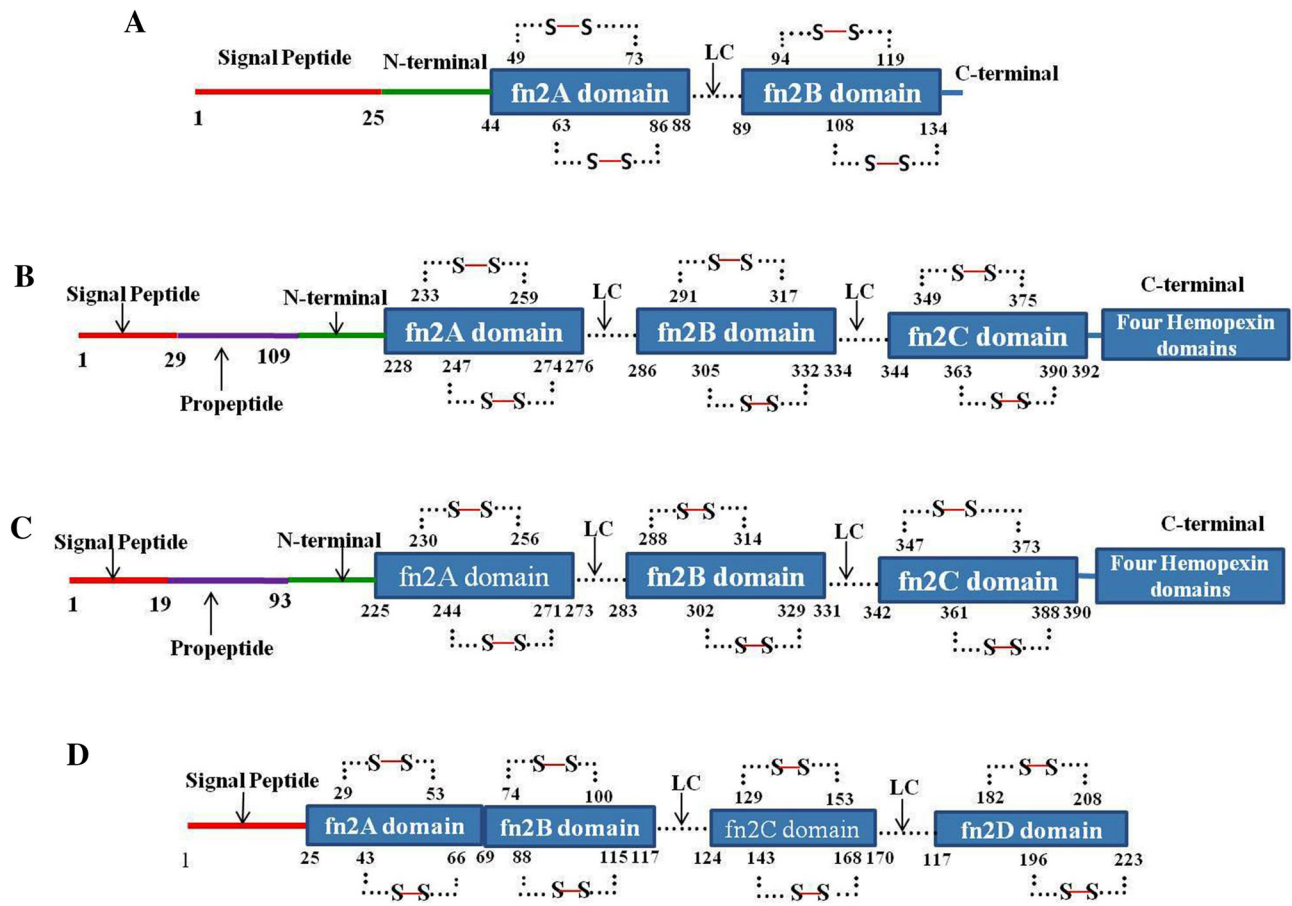 A
S—S
S—S
Signal Peptide
N-terminal
49
73
LC
94
119
C-terminal
fn2A domain
fn2B domain
1
25
44
63
86 88
89
108
134
S—S
S—S
B
S—S
S—S
S—S
Signal Peptide
N-terminal
233
259
LC
291
317
LC
349
375
C-terminal
fn2A domain
fn2B domain
fn2C domain
Four Hemopexin
domains
1
29
109
228
247
274 276
286
305
332 334
344
363
390 392
Propeptide
S—S
S—S
S—S
C
S—S
S—S
S—S
Signal Peptide
N-terminal
230
256
LC
288
314
LC
347
373
C-terminal
fn2A domain
fn2B domain
fn2C domain
Four Hemopexin
domains
1
19
93
225
244
271 273
283
302
329 331
342
361
388 390
Propeptide
S—S
S—S
S—S
D
S—S
S—S
S—S
S—S
Signal Peptide
29
53
74
100
LC
129
153
LC
182
208
fn2A domain
fn2B domain
fn2C domain
fn2D domain
1
25
43
66
69
88
115 117
124
143
168 170
117
196
223
S—S
S—S
S—S
S—S